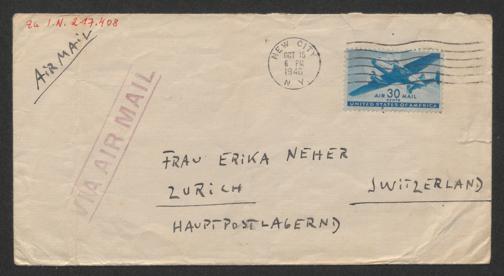 Zu I.N. 217.408
AIR MAIL
NEW CITY
OCT 15
6 PM
1946
N.Y.
AIR 30 MAIL
CENTS
UNITED STATES OF AMERICA
VIA AIR MAIL
FRAU ERIKA NEHER
ZURICH SWITZERLAND
HAUPTPOSTLAGERND